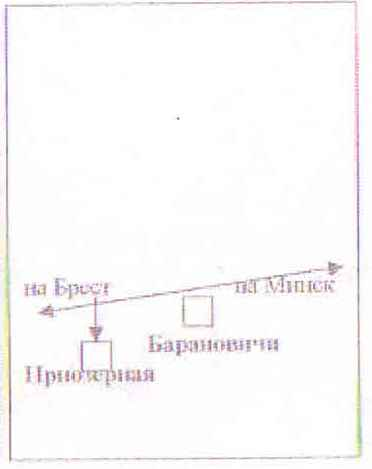 на Брест
на Минск
Барановичи
Приозерная